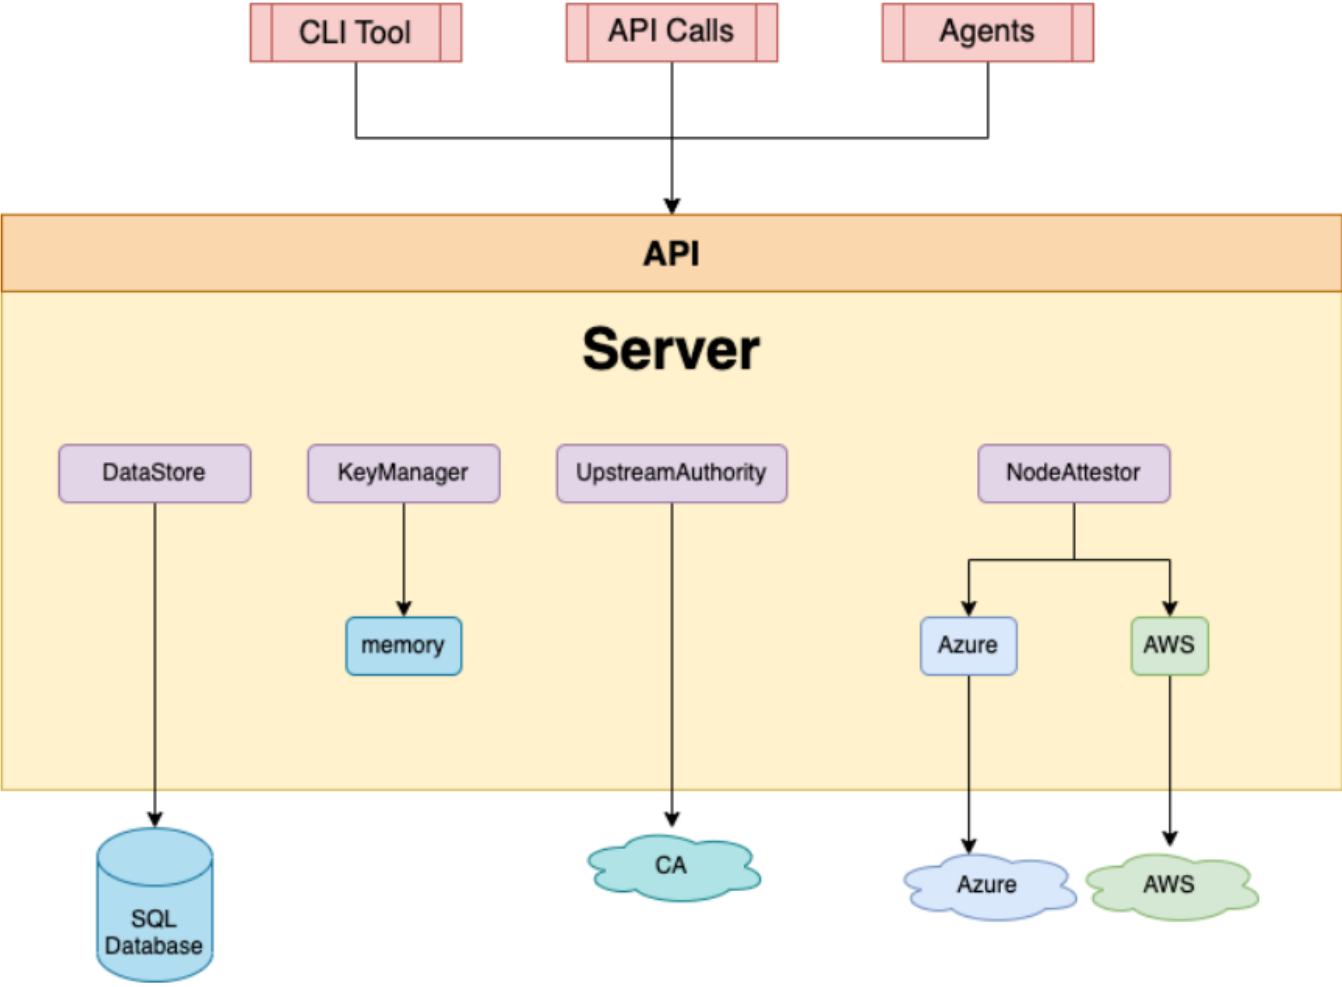 CLI Tool
API Calls
Agents
API
Server
DataStore
KeyManager
UpstreamAuthority
NodeAttestor
memory
Azure
AWS
CA
Azure
AWS
SQL
Database